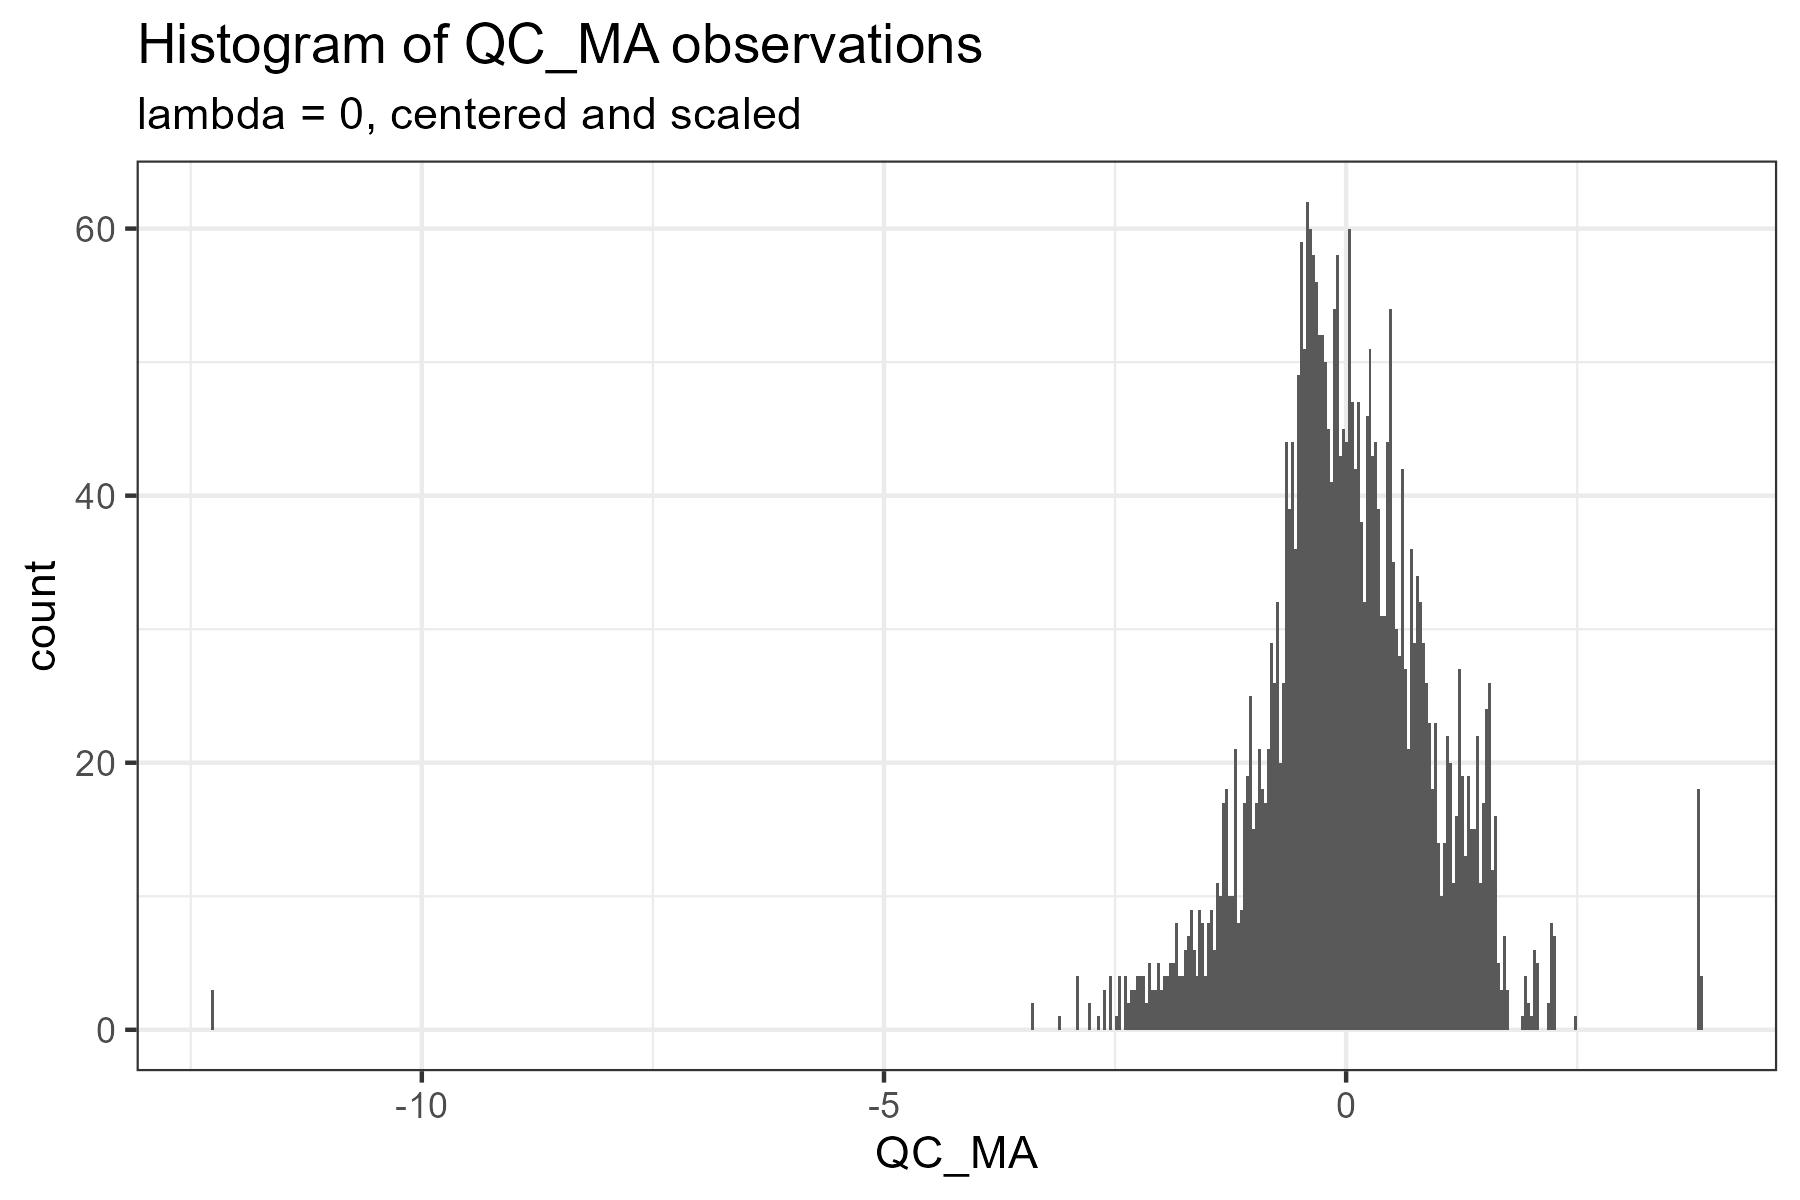 Histogram of QC_MA observations
lambda = 0, centered and scaled
60
40
20
0
count
-10
-5
0
QC_MA